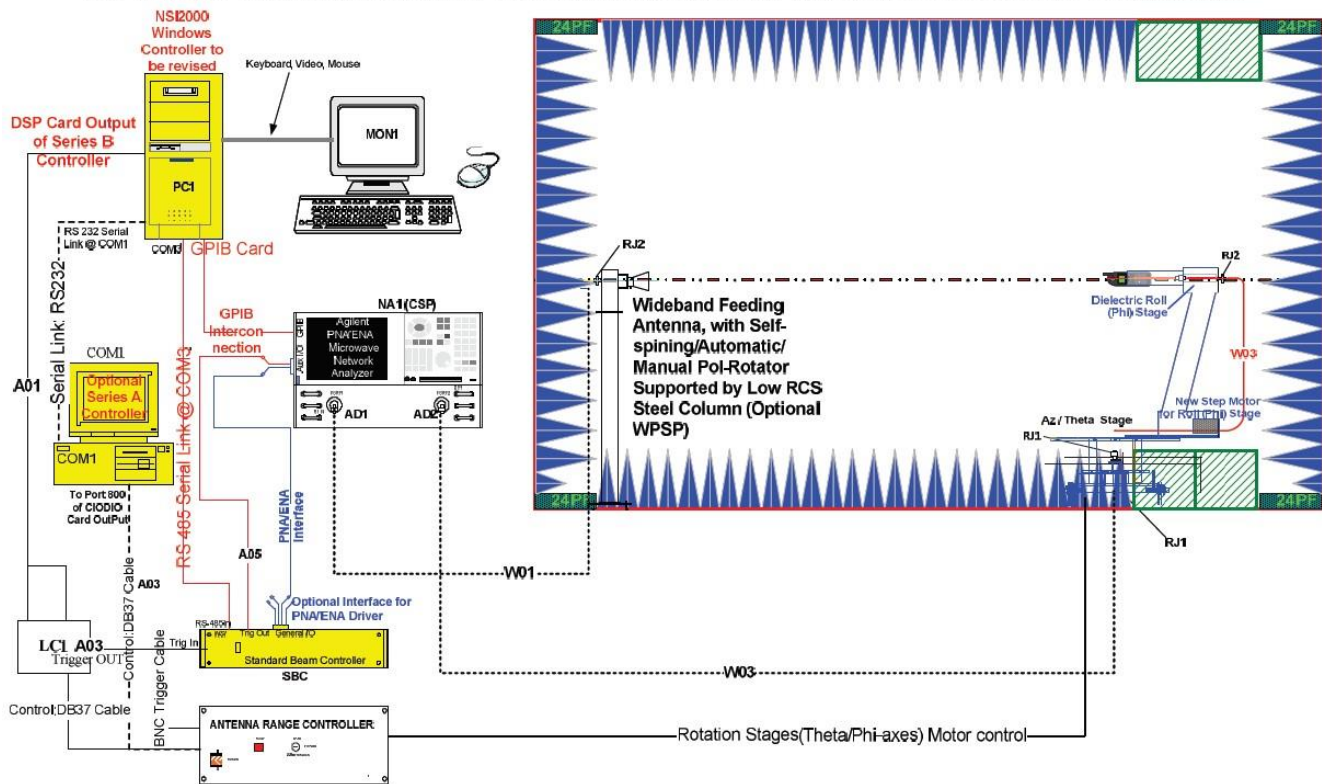 NSI2000
Windows
Controller to
be revised
Keyboard, Video, Mouse
DSP Card Output
of Series B
Controller
MON1
PC1
RS 232 Serial
Link @ COM1
COM3
GPIB Card
Serial Link: RS232
A01
COM1
Optional
Series A
Controller
COM1
To Port 800
of CIODIO
Card OutPut
RS 485 Serial Link @ COM3
GPIB
Intercon
nection
NA1(CSP)
GPIB
Aux I/O
Agilent
PNA/ENA
Microwave
Network
Analyzer
AD1
AD2
PNA/ENA
Interface
A05
A03
Control:DB37 Cable
BNC Trigger Cable
Optional Interface for
PNA/ENA Driver
RS-485In
Trig Out
General I/O
Trig In
Standard Beam Controller
SBC
LC1
A03
Trigger OUT
Control:DB37 Cable
ANTENNA RANGE CONTROLLER
W01
W03
Rotation Stages(Theta/Phi-axes) Motor control
24PF
24PF
RJ2
Wideband Feeding
Antenna, with Self-
spining/Automatic/
Manual Pol-Rotator
Supported by Low RCS
Steel Column (Optional
WPSP)
RJ2
Dielectric Roll
(Phi) Stage
W03
New Step Motor
for Roll (Phi) Stage
Az / Theta Stage
RJ1
24PF
24PF
RJ1